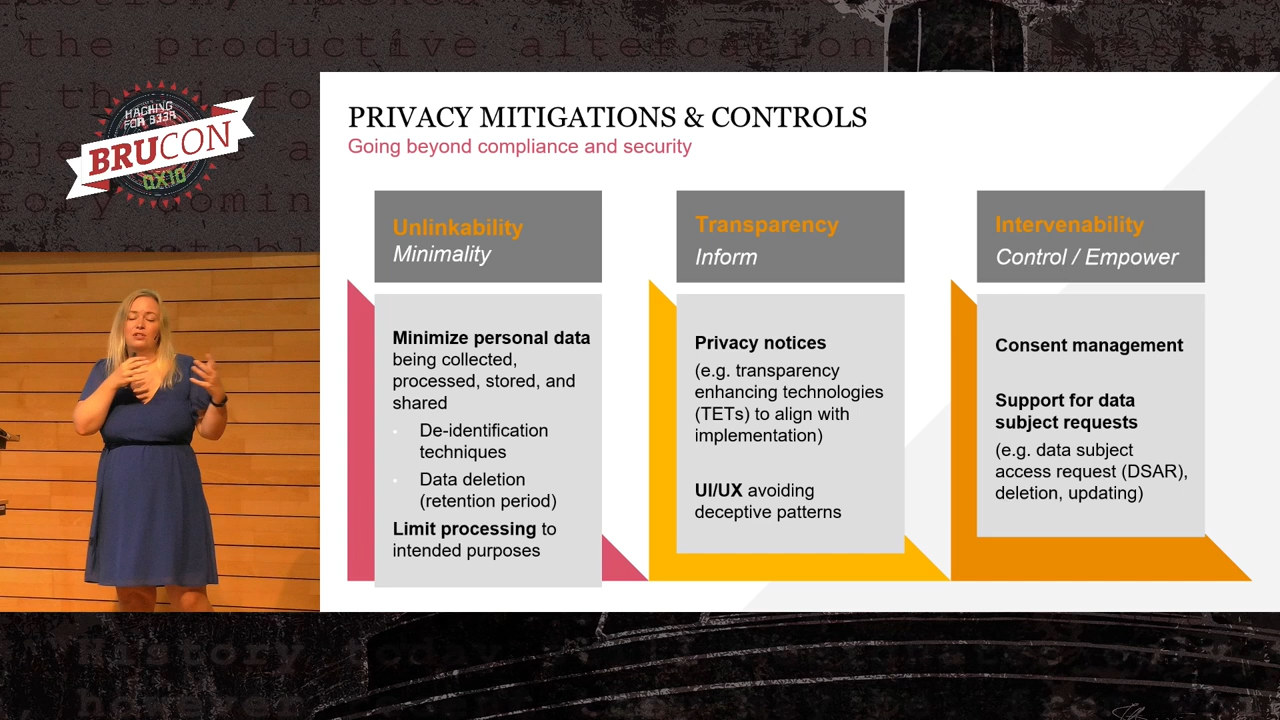 the productive altercation
HACKING
FOR B33R
BRUCON
0X10
PRIVACY MITIGATIONS & CONTROLS
Going beyond compliance and security
Unlinkability
Minimality
Minimize personal data
being collected,
processed, stored, and
shared
De-identification
techniques
Data deletion
(retention period)
Limit processing to
intended purposes
Transparency
Inform
Privacy notices
(e.g. transparency
enhancing technologies
(TETs) to align with
implementation)
UI/UX avoiding
deceptive patterns
Intervenability
Control / Empower
Consent management
Support for data
subject requests
(e.g. data subject
access request (DSAR),
deletion, updating)
History today
however